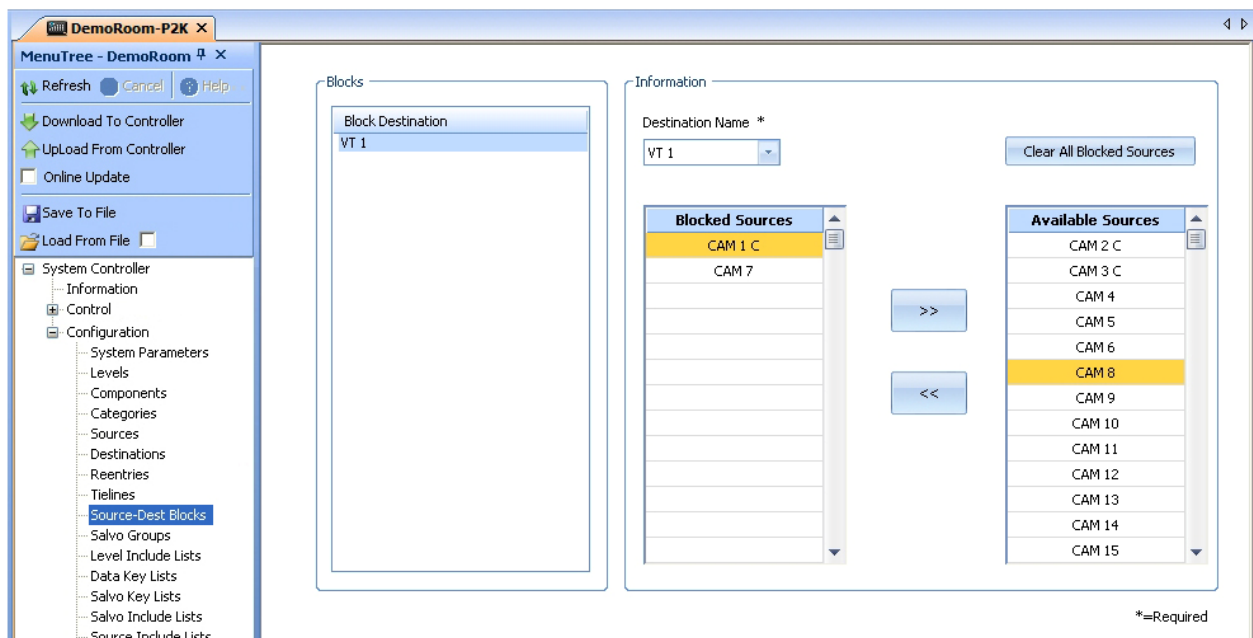 DemoRoom-P2K
MenuTree - DemoRoom
Refresh Cancel Help
Download To Controller
UpLoad From Controller
Online Update
Save To File
Load From File
System Controller
Information
Control
Configuration
System Parameters
Levels
Components
Categories
Sources
Destinations
Reentries
Tielines
Source-Dest Blocks
Salvo Groups
Level Include Lists
Data Key Lists
Salvo Key Lists
Salvo Include Lists
Source Include Lists
Blocks
Block Destination
VT 1
Information
Destination Name *
VT 1
Clear All Blocked Sources
Blocked Sources
CAM 1 C
CAM 7
>>
<<
Available Sources
CAM 2 C
CAM 3 C
CAM 4
CAM 5
CAM 6
CAM 8
CAM 9
CAM 10
CAM 11
CAM 12
CAM 13
CAM 14
CAM 15
*=Required